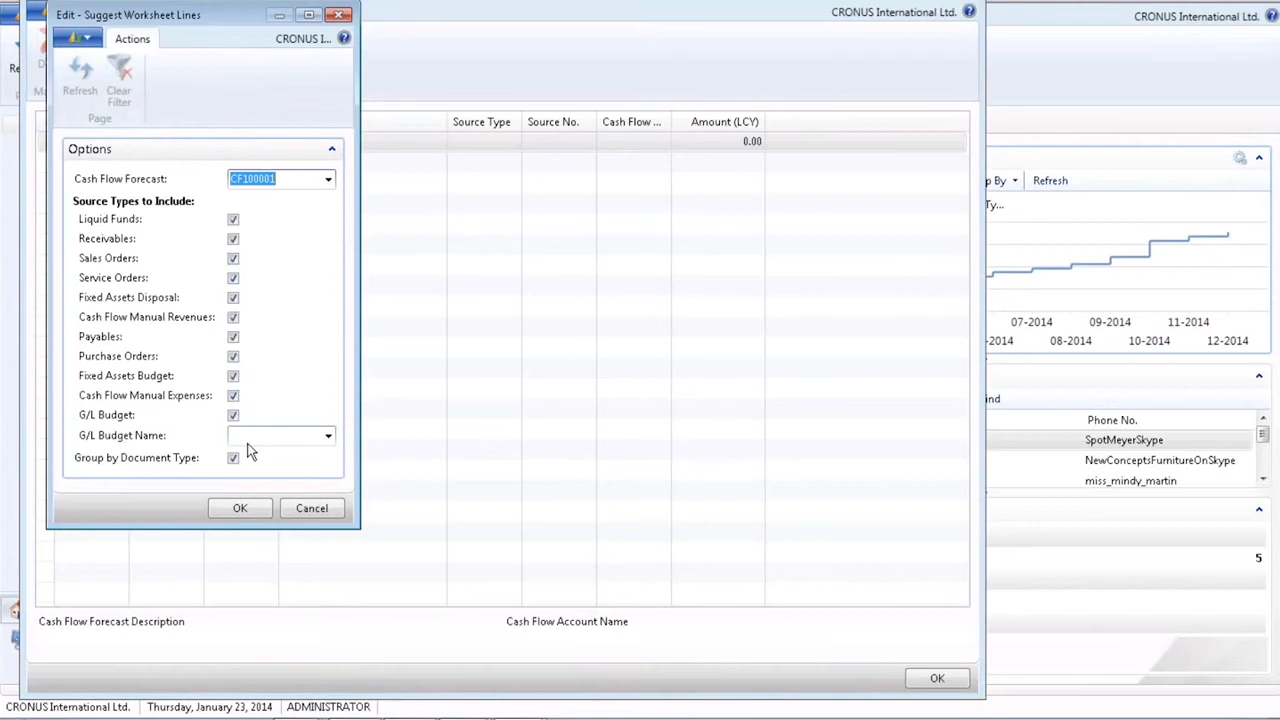 Edit - Suggest Worksheet Lines
Actions
CRONUS I...
Refresh
Clear
Filter
Page
Options
Cash Flow Forecast:
CF100001
Source Types to Include:
Liquid Funds:
Receivables:
Sales Orders:
Service Orders:
Fixed Assets Disposal:
Cash Flow Manual Revenues:
Payables:
Purchase Orders:
Fixed Assets Budget:
Cash Flow Manual Expenses:
G/L Budget:
G/L Budget Name:
Group by Document Type:
OK
Cancel
CRONUS International Ltd.
Source Type
Source No.
Cash Flow ...
Amount (LCY)
0.00
Cash Flow Forecast Description
Cash Flow Account Name
OK
CRONUS International Ltd.
p By
Refresh
Ty...
07-2014
09-2014
11-2014
-2014
08-2014
10-2014
12-2014
ind
Phone No.
SpotMeyerSkype
NewConceptsFurnitureOnSkype
miss_mindy_martin
5
CRONUS International Ltd.
Thursday, January 23, 2014
ADMINISTRATOR